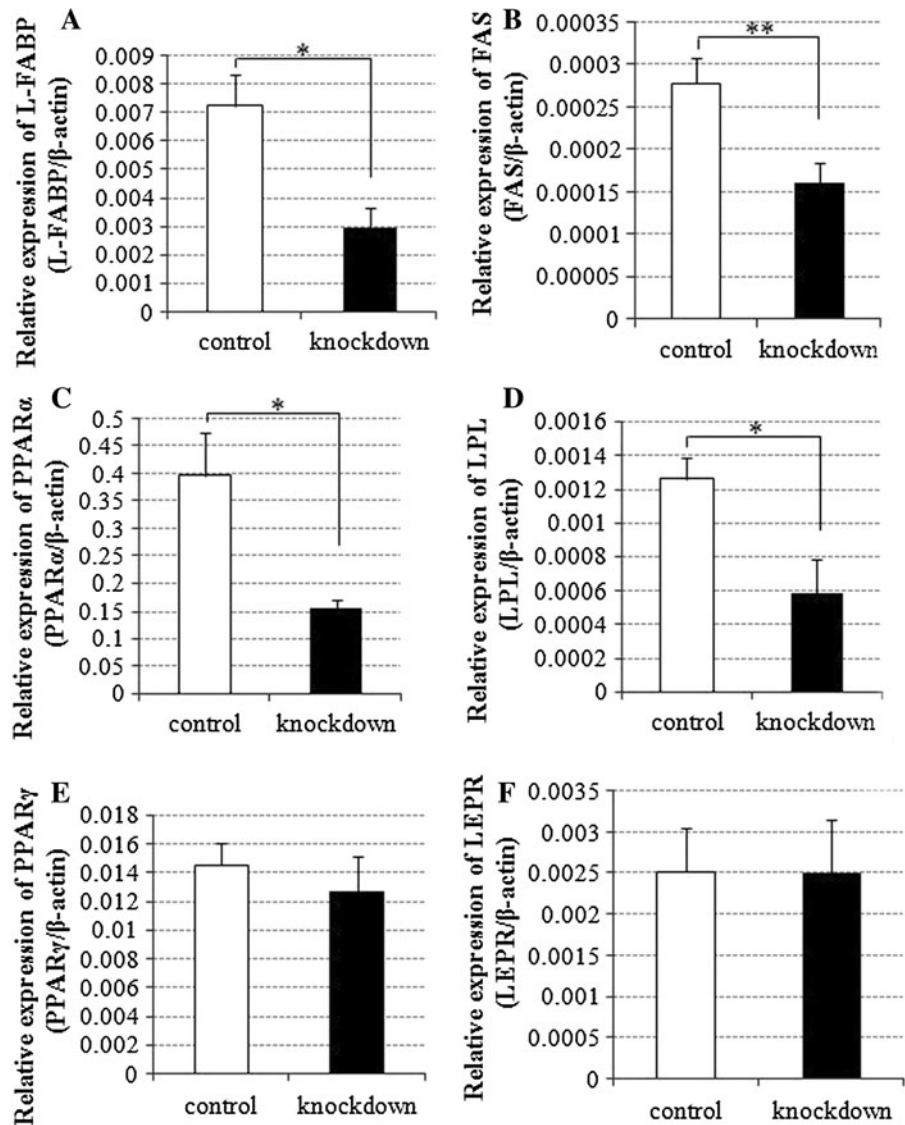 A
Relative expression of L-FABP
(L-FABP/β-actin)
0.009
0.008
0.007
0.006
0.005
0.004
0.003
0.002
0.001
0
*
control knockdown
B
Relative expression of FAS
(FAS/β-actin)
0.00035
0.0003
0.00025
0.0002
0.00015
0.0001
0.00005
0
**
control knockdown
C
Relative expression of PPARα
(PPARα/β-actin)
0.5
0.45
0.4
0.35
0.3
0.25
0.2
0.15
0.1
0.05
0
*
control knockdown
D
Relative expression of LPL
(LPL/β-actin)
0.0016
0.0014
0.0012
0.001
0.0008
0.0006
0.0004
0.0002
0
*
control knockdown
E
Relative expression of PPARγ
(PPARγ/β-actin)
0.018
0.016
0.014
0.012
0.01
0.008
0.006
0.004
0.002
0
control knockdown
F
Relative expression of LEPR
(LEPR/β-actin)
0.0035
0.003
0.0025
0.002
0.0015
0.001
0.0005
0
control knockdown